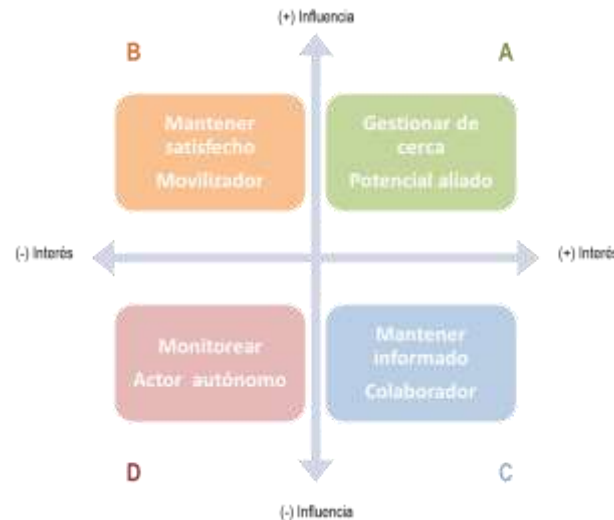 (+) Influencia
B
A
Mantener
satisfecho
Movilizador
Gestionar de
cerca
Potencial aliado
(-) Interés
(+) Interés
Monitorear
Actor autónomo
Mantener
informado
Colaborador
D
C
(-) Influencia